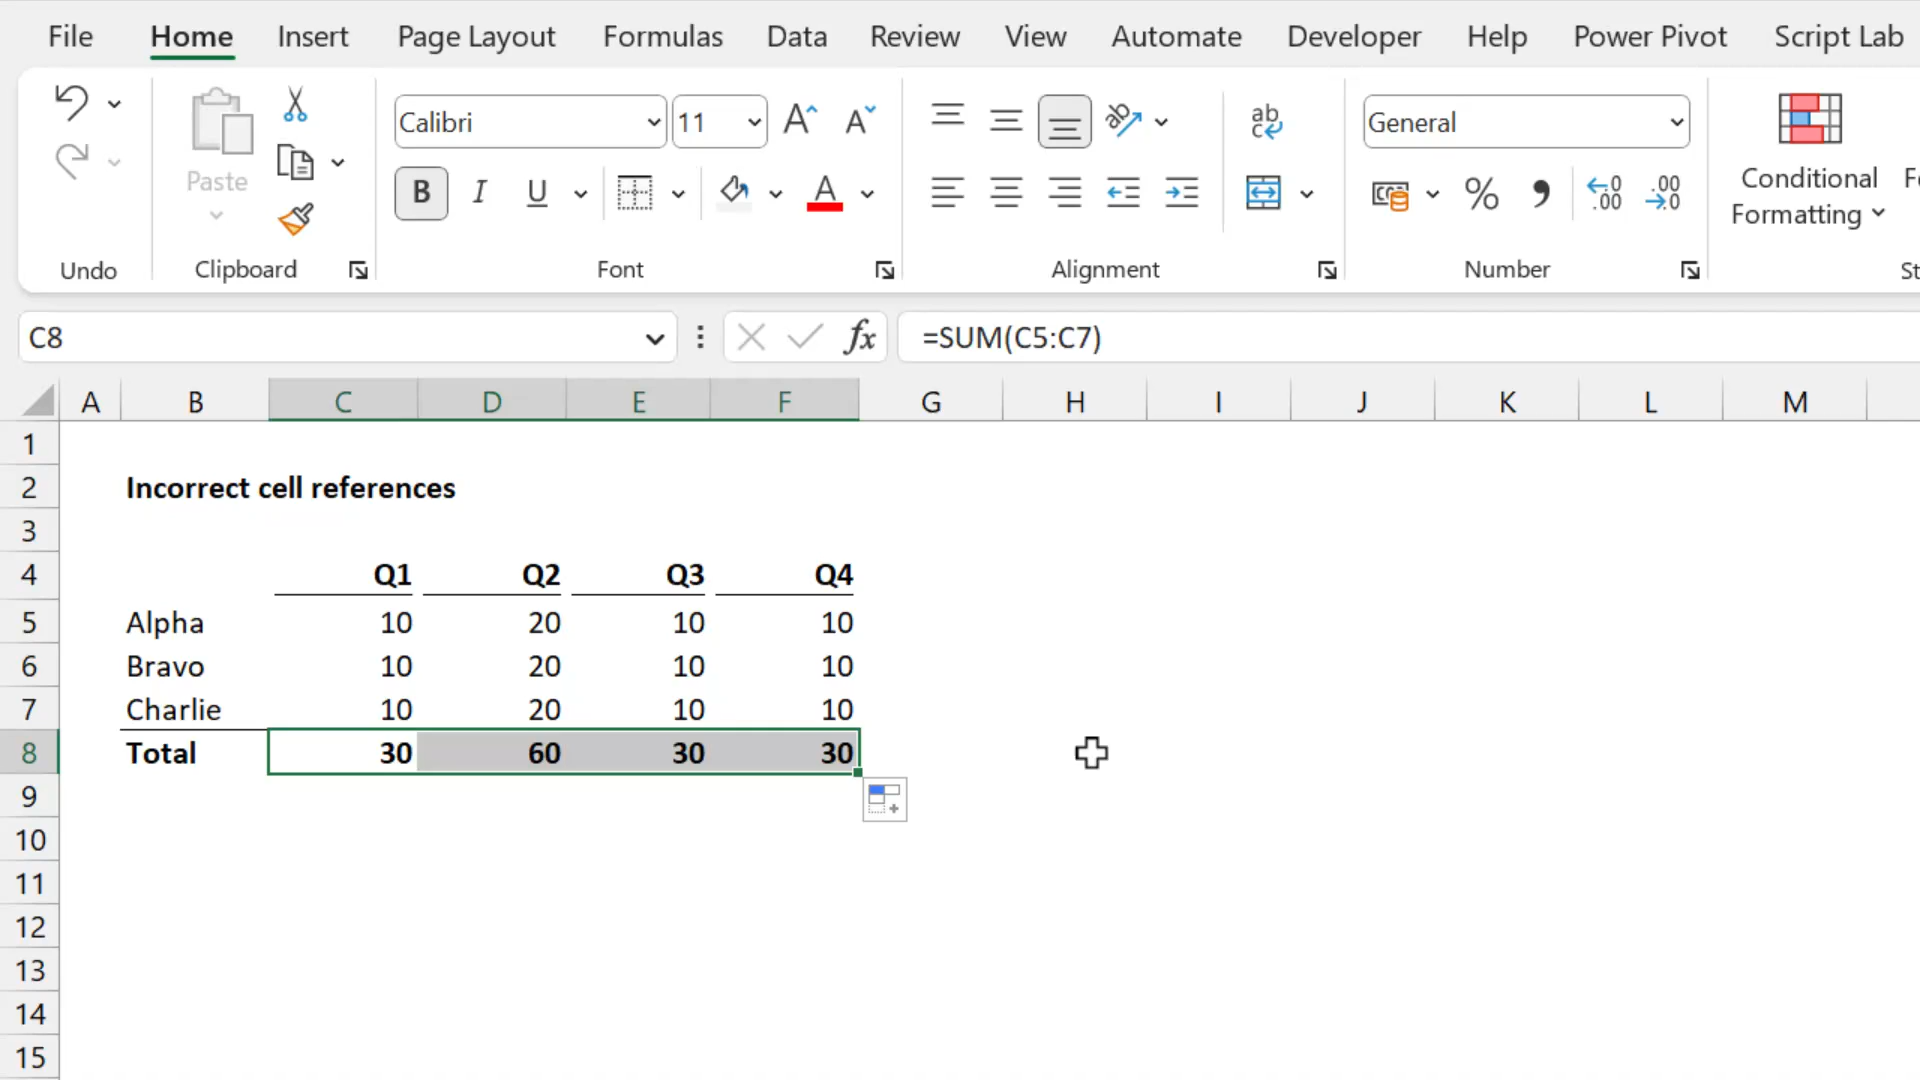 File Home Insert Page Layout Formulas Data Review View Automate Developer Help Power Pivot Script Lab
Paste
Calibri 11
B I U A
ab
General
Conditional
Formatting
Undo Clipboard Font Alignment Number
C8 fx =SUM(C5:C7)
A B C D E F G H I J K L M
1
2 Incorrect cell references
3
4 Q1 Q2 Q3 Q4
5 Alpha 10 20 10 10
6 Bravo 10 20 10 10
7 Charlie 10 20 10 10
8 Total 30 60 30 30
9
10
11
12
13
14
15